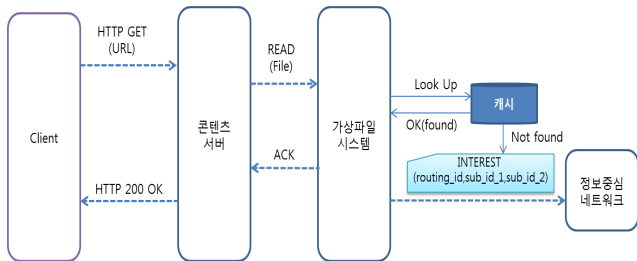 HTTP GET
(URL)
READ
(File)
Look Up
캐시
OK(found)
Not found
Client
콘텐츠
서버
가상파일
시스템
ACK
INTEREST
(routing_id,sub_id_1,sub_id_2)
HTTP 200 OK
정보중심
네트워크